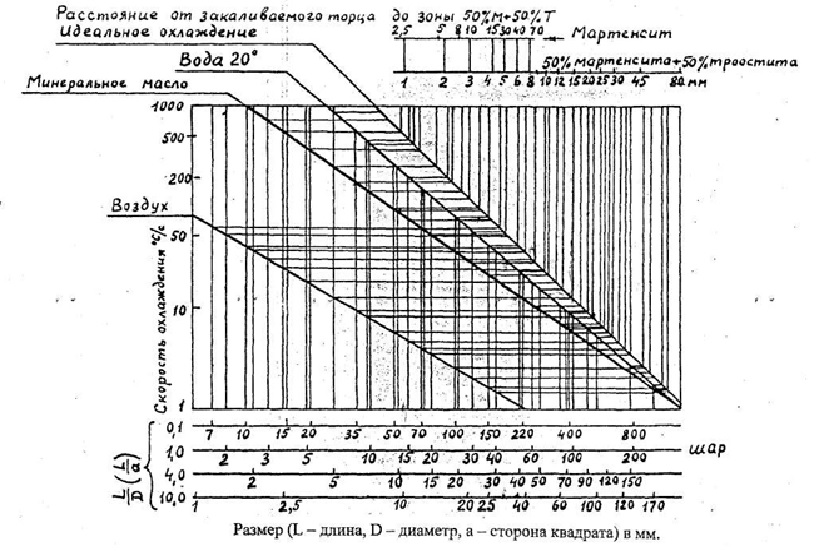 Расстояние от закаливаемого торца до зоны 50%М+50%Т
Идеальное охлаждение
2,5 5 8 10 15 30 40 70 Мартенсит
Вода 20°
50% мартенсита+50% троостита
Минеральное масло
1 2 3 4 5 6 8 10 12 15 20 25 30 45 80 мм
1000
500
200
Воздух
50
10
1
Скорость охлаждения °С/с
0,1 7 10 15 20 35 50 70 100 150 220 400 800
1,0 2 3 5 10 15 20 30 40 60 100 200 шар
4,0 2 5 10 15 20 30 40 50 70 90 120 150
10,0 1 2,5 10 20 25 40 60 100 120 170
L/D (L/a)
Размер (L – длина, D – диаметр, а – сторона квадрата) в мм.